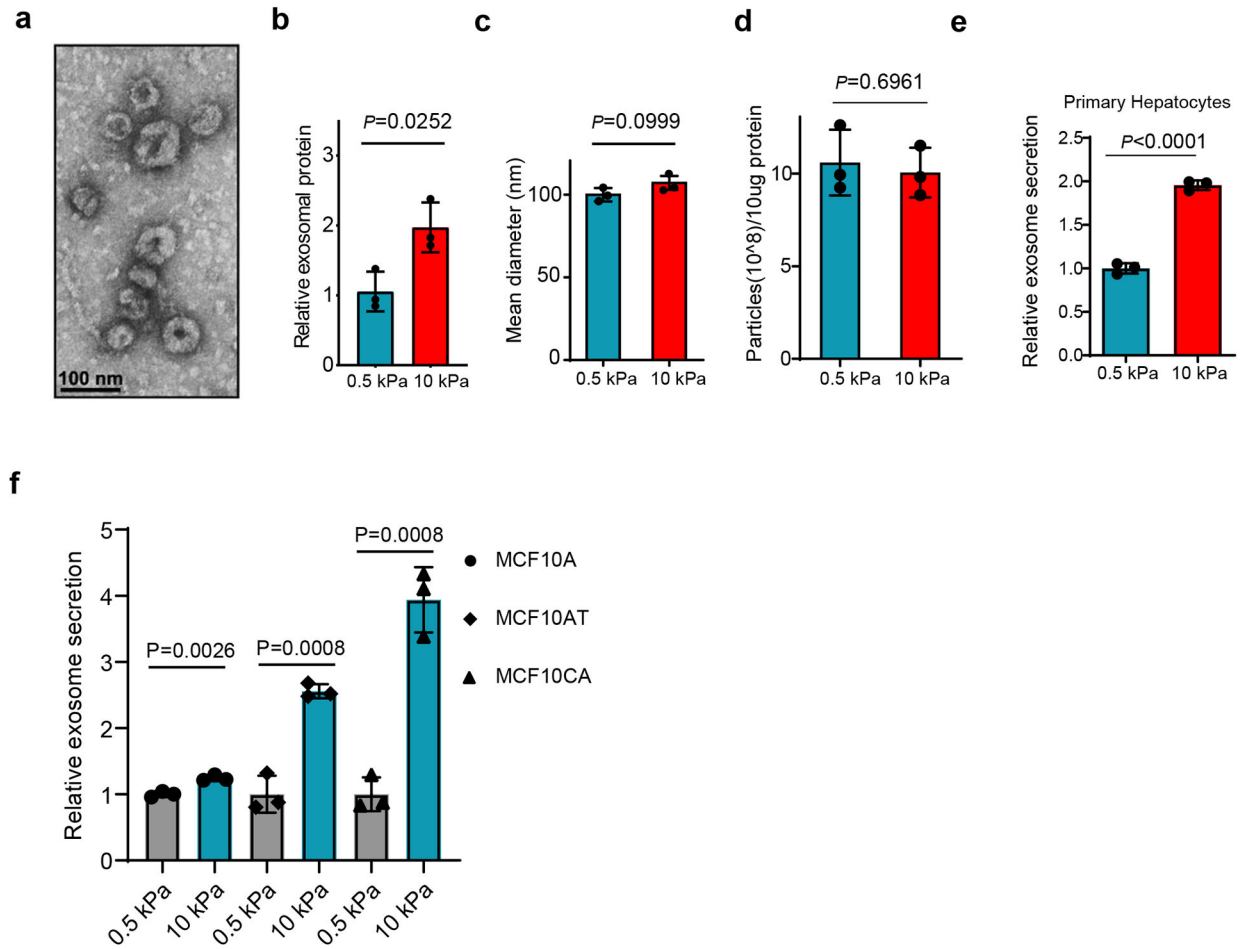 a
100 nm
b
P=0.0252
Relative exosomal protein
3
2
1
0
0.5 kPa 10 kPa
c
P=0.0999
Mean diameter (nm)
100
50
0
0.5 kPa 10 kPa
d
P=0.6961
Particles(10^8)/10ug protein
10
5
0
0.5 kPa 10 kPa
e
Primary Hepatocytes
P<0.0001
Relative exosome secretion
2.5
2.0
1.5
1.0
0.5
0.0
0.5 kPa 10 kPa
f
Relative exosome secretion
5
4
3
2
1
0
P=0.0026
P=0.0008
P=0.0008
0.5 kPa
10 kPa
0.5 kPa
10 kPa
0.5 kPa
10 kPa
MCF10A
MCF10AT
MCF10CA